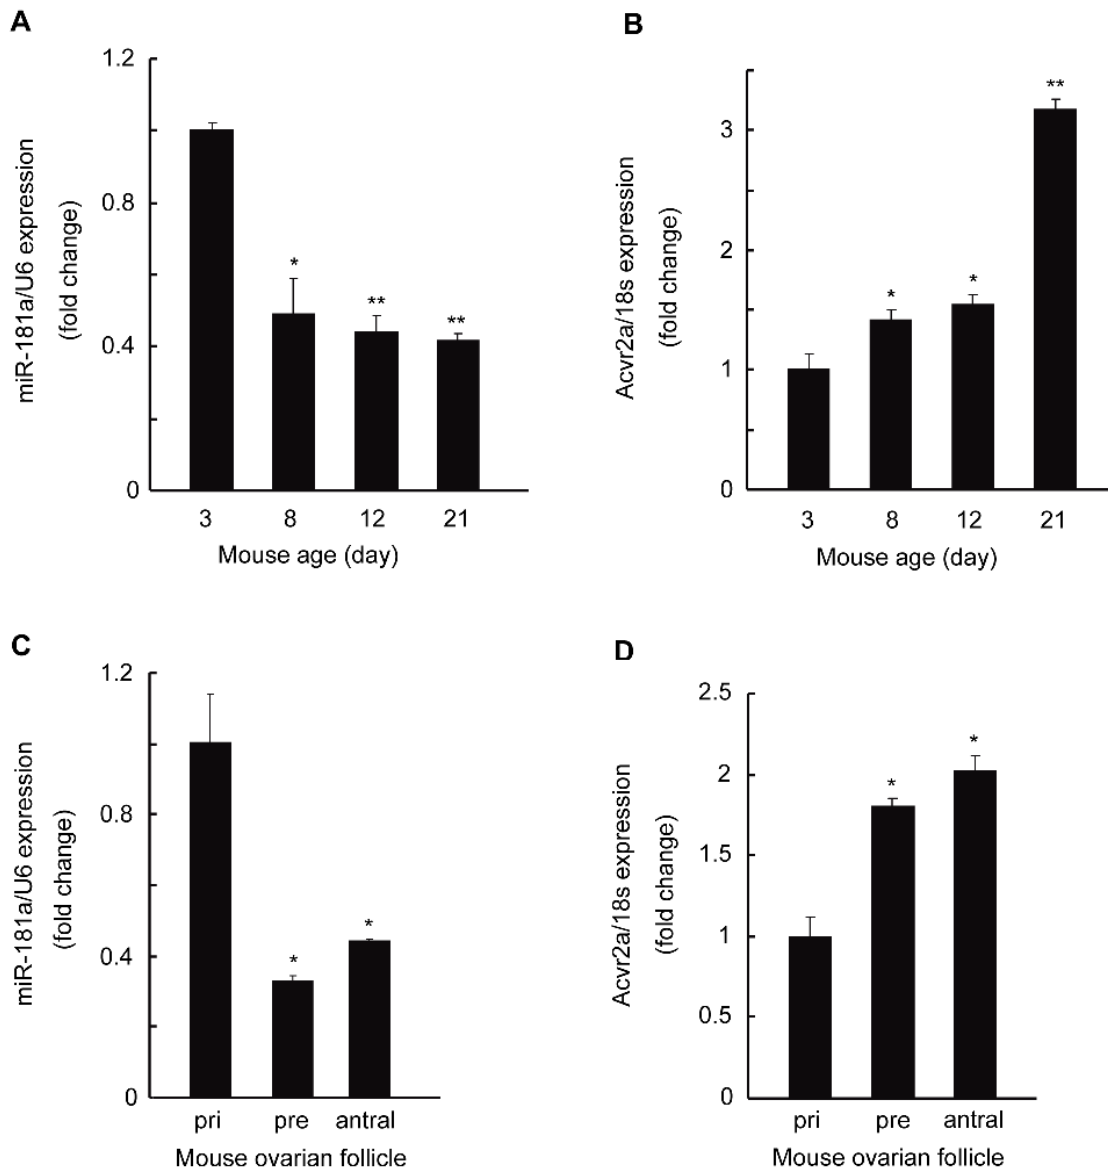 A
miR-181a/U6 expression
(fold change)
1.2
0.8
0.4
0
*
**
**
3 8 12 21
Mouse age (day)
B
Acvr2a/18s expression
(fold change)
3
2
1
0
*
*
**
3 8 12 21
Mouse age (day)
C
miR-181a/U6 expression
(fold change)
1.2
0.8
0.4
0
*
*
pri pre antral
Mouse ovarian follicle
D
Acvr2a/18s expression
(fold change)
2.5
2
1.5
1
0.5
0
*
*
pri pre antral
Mouse ovarian follicle